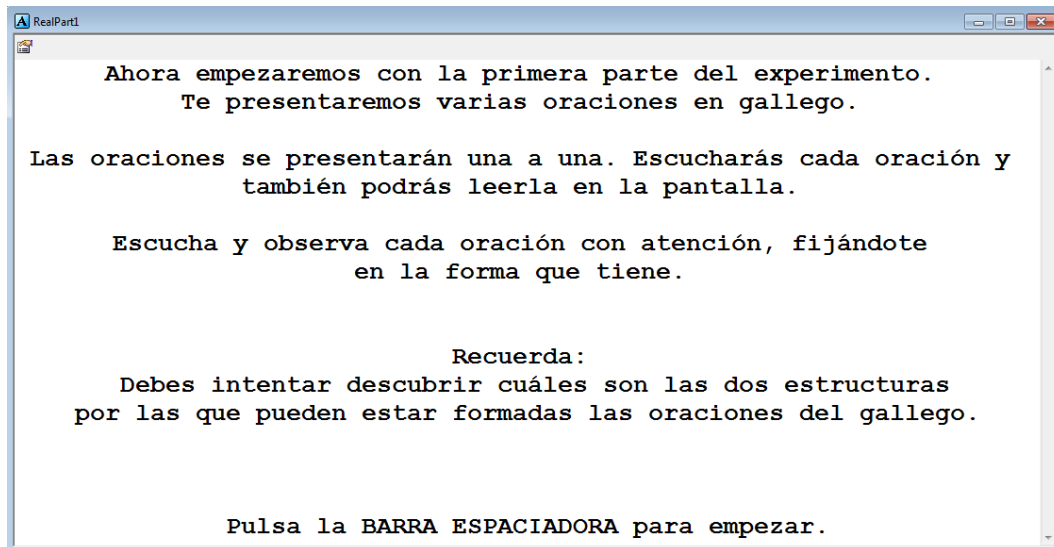 RealPart1
Ahora empezaremos con la primera parte del experimento.
Te presentaremos varias oraciones en gallego.
Las oraciones se presentarán una a una. Escucharás cada oración y
también podrás leerla en la pantalla.
Escucha y observa cada oración con atención, fijándote
en la forma que tiene.
Recuerda:
Debes intentar descubrir cuáles son las dos estructuras
por las que pueden estar formadas las oraciones del gallego.
Pulsa la BARRA ESPACIADORA para empezar.